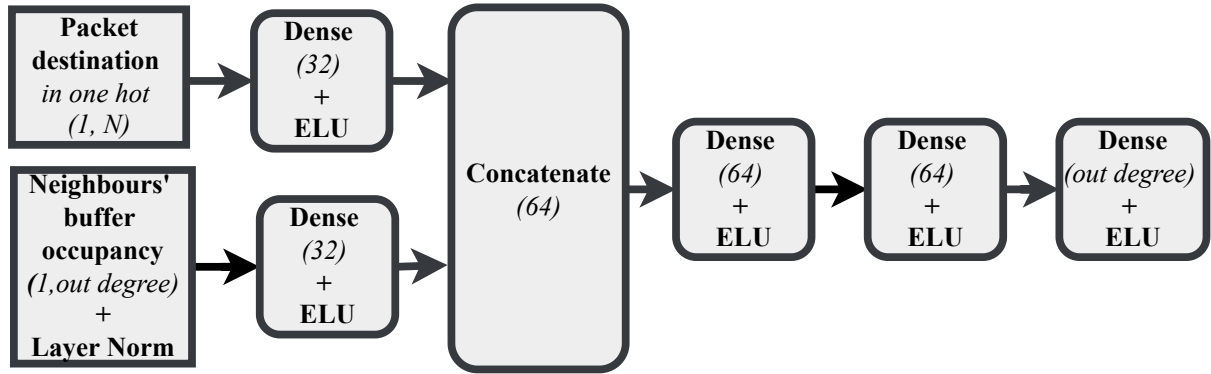 Packet
destination
in one hot
(1, N)
Dense
(32)
+
ELU
Neighbours'
buffer
occupancy
(1,out degree)
+
Layer Norm
Dense
(32)
+
ELU
Concatenate
(64)
Dense
(64)
+
ELU
Dense
(64)
+
ELU
Dense
(out degree)
+
ELU